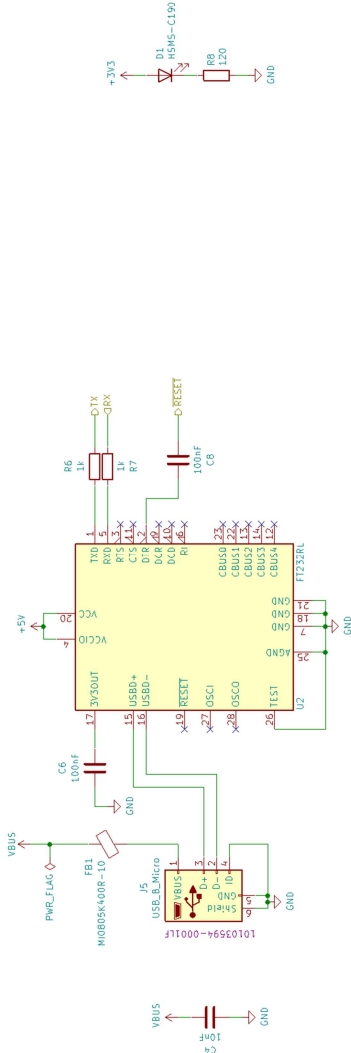 +3V3
D1
HSMS-C190
R8
120
GND
TX
RX
RESET
R6
1k
1k
R7
100nF
C8
+5V
20
4
VCC
VCCIO
1
TXD
5
RXD
3
RTS
11
CTS
2
DTR
9
DCR
10
DCD
6
RI
23
CBUS0
22
CBUS1
13
CBUS2
14
CBUS3
12
CBUS4
FT232RL
17
3V3OUT
15
USBD+
16
USBD-
19
RESET
27
OSCI
28
OSCO
26
TEST
U2
GND
21
GND
18
GND
7
AGND
25
GND
C6
100nF
GND
VBUS
PWR_FLAG
FB1
MI0805K400R-10
J5
USB_B_Micro
VBUS
1
D+
3
D-
2
ID
4
GND
5
Shield
6
10103594-0001LF
GND
VBUS
10nF
C4
GND